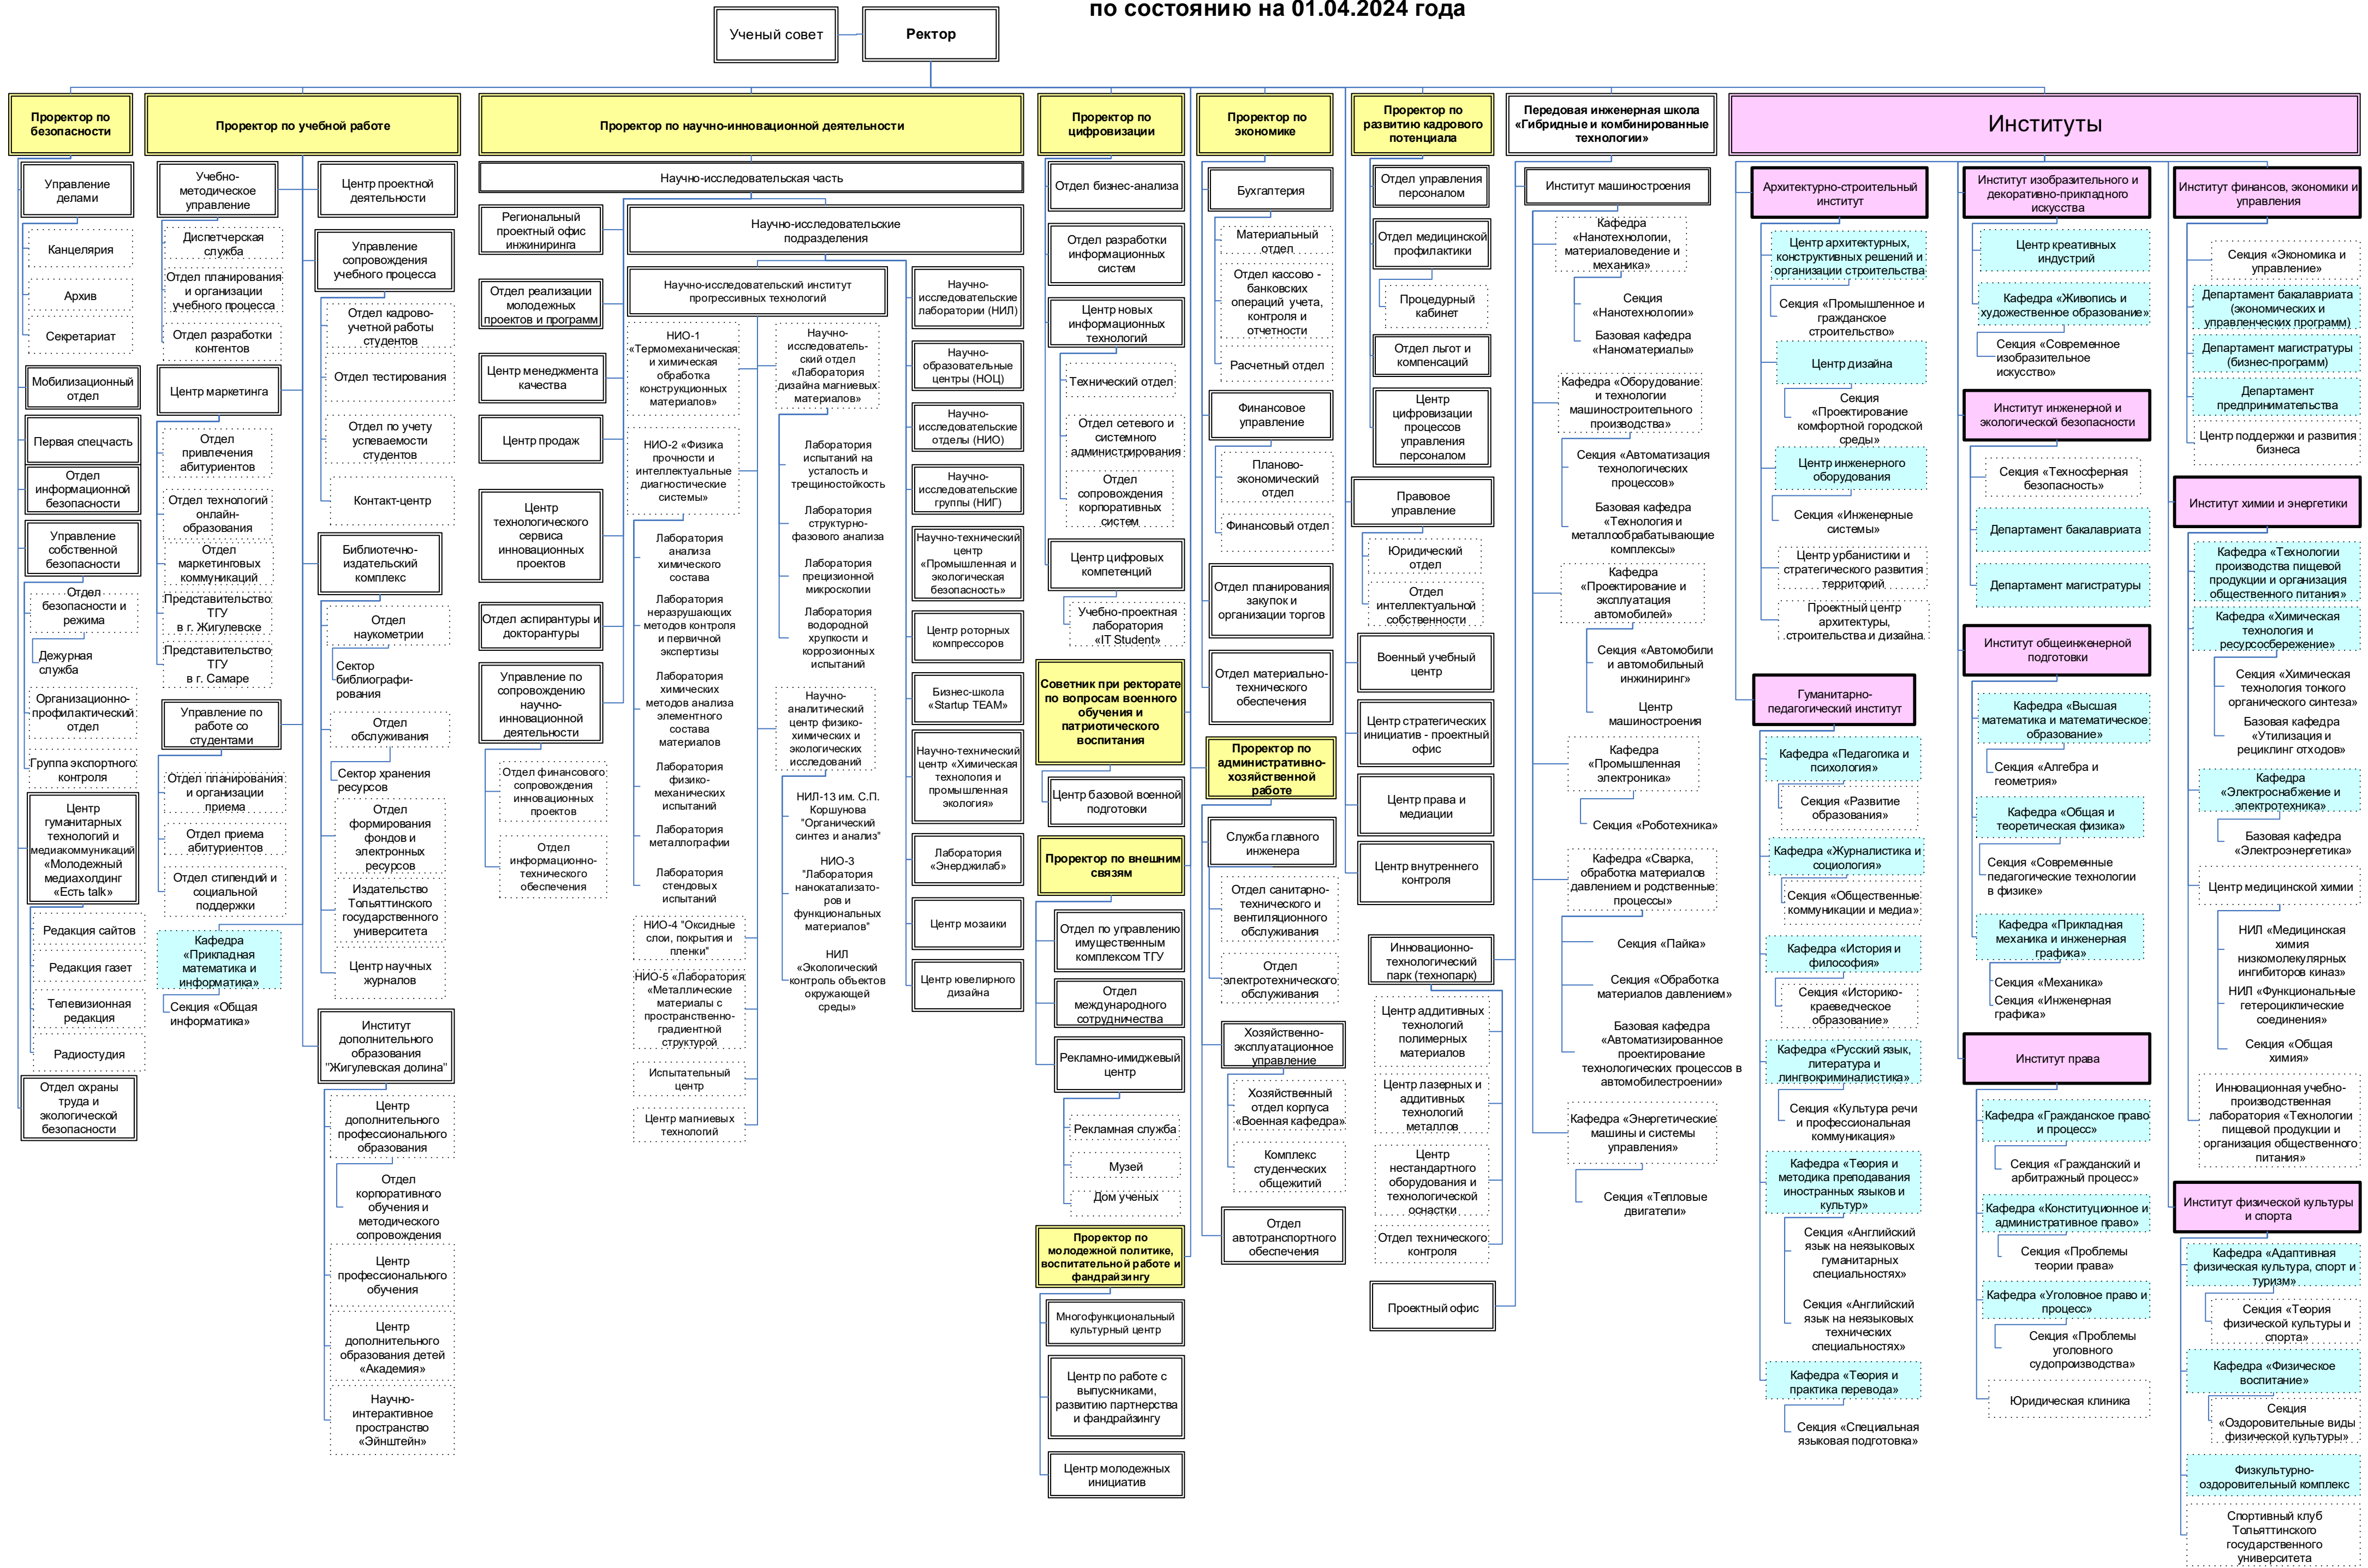 по состоянию на 01.04.2024 года
Ученый совет
Ректор
Проректор по
безопасности
Управление
делами
Канцелярия
Архив
Секретариат
Мобилизационный
отдел
Первая спецчасть
Отдел
информационной
безопасности
Управление
собственной
безопасности
Отдел
безопасности и
режима
Дежурная
служба
Организационно-
профилактический
отдел
Группа экспортного
контроля
Центр
гуманитарных
технологий и
медиакоммуникаций
«Молодежный
медиахолдинг
«Есть talk»
Редакция сайтов
Редакция газет
Телевизионная
редакция
Радиостудия
Отдел охраны
труда и
экологической
безопасности
Проректор по учебной работе
Учебно-
методическое
управление
Диспетчерская
служба
Отдел планирования
и организации
учебного процесса
Отдел разработки
контентов
Центр маркетинга
Отдел
привлечения
абитуриентов
Отдел технологий
онлайн-
образования
Отдел
маркетинговых
коммуникаций
Представительство
ТГУ
в г. Жигулевске
Представительство
ТГУ
в г. Самаре
Управление по
работе со
студентами
Отдел планирования
и организации
приема
Отдел приема
абитуриентов
Отдел стипендий и
социальной
поддержки
Кафедра
«Прикладная
математика и
информатика»
Секция «Общая
информатика»
Центр проектной
деятельности
Управление
сопровождения
учебного процесса
Отдел кадрово-
учетной работы
студентов
Отдел тестирования
Отдел по учету
успеваемости
студентов
Контакт-центр
Библиотечно-
издательский
комплекс
Отдел
наукометрии
Сектор
библиографи-
рования
Отдел
обслуживания
Сектор хранения
ресурсов
Отдел
формирования
фондов и
электронных
ресурсов
Издательство
Тольяттинского
государственного
университета
Центр научных
журналов
Институт
дополнительного
образования
"Жигулевская долина"
Центр
дополнительного
профессионального
образования
Отдел
корпоративного
обучения и
методического
сопровождения
Центр
профессионального
обучения
Центр
дополнительного
образования детей
«Академия»
Научно-
интерактивное
пространство
«Эйнштейн»
Проректор по научно-инновационной деятельности
Научно-исследовательская часть
Региональный
проектный офис
инжиниринга
Отдел реализации
молодежных
проектов и программ
Центр менеджмента
качества
Центр продаж
Центр
технологического
сервиса
инновационных
проектов
Отдел аспирантуры и
докторантуры
Управление по
сопровождению
научно-
инновационной
деятельности
Отдел финансового
сопровождения
инновационных
проектов
Отдел
информационно-
технического
обеспечения
Научно-исследовательские
подразделения
Научно-исследовательский институт
прогрессивных технологий
НИО-1
«Термомеханическая
и химическая
обработка
конструкционных
материалов»
НИО-2 «Физика
прочности и
интеллектуальные
диагностические
системы»
Лаборатория
анализа
химического
состава
Лаборатория
неразрушающих
методов контроля
и первичной
экспертизы
Лаборатория
химических
методов анализа
элементного
состава
материалов
Лаборатория
физико-
механических
испытаний
Лаборатория
металлографии
Лаборатория
стендовых
испытаний
НИО-4 "Оксидные
слои, покрытия и
пленки"
НИО-5 «Лаборатория
«Металлические
материалы с
пространственно-
градиентной
структурой
Испытательный
центр
Центр магниевых
технологий
Научно-
исследователь-
ский отдел
«Лаборатория
дизайна магниевых
материалов»
Лаборатория
испытаний на
усталость и
трещиностойкость
Лаборатория
структурно-
фазового анализа
Лаборатория
прецизионной
микроскопии
Лаборатория
водородной
хрупкости и
коррозионных
испытаний
Научно-
аналитический
центр физико-
химических и
экологических
исследований
НИЛ-13 им. С.П.
Коршунова
"Органический
синтез и анализ"
НИО-3
"Лаборатория
нанокатализато-
ров и
функциональных
материалов"
НИЛ
«Экологический
контроль объектов
окружающей
среды»
Научно-
исследовательские
лаборатории (НИЛ)
Научно-
образовательные
центры (НОЦ)
Научно-
исследовательские
отделы (НИО)
Научно-
исследовательские
группы (НИГ)
Научно-технический
центр
«Промышленная и
экологическая
безопасность»
Центр роторных
компрессоров
Бизнес-школа
«Startup TEAM»
Научно-технический
центр «Химическая
технология и
промышленная
экология»
Лаборатория
«Энерджилаб»
Центр мозаики
Центр ювелирного
дизайна
Проректор по
цифровизации
Отдел бизнес-анализа
Отдел разработки
информационных
систем
Центр новых
информационных
технологий
Технический отдел
Отдел сетевого и
системного
администрирования
Отдел
сопровождения
корпоративных
систем
Центр цифровых
компетенций
Учебно-проектная
лаборатория
«IT Student»
Советник при ректорате
по вопросам военного
обучения и
патриотического
воспитания
Центр базовой военной
подготовки
Проректор по внешним
связям
Отдел по управлению
имущественным
комплексом ТГУ
Отдел
международного
сотрудничества
Рекламно-имиджевый
центр
Рекламная служба
Музей
Дом ученых
Проректор по
молодежной политике,
воспитательной работе и
фандрайзингу
Многофункциональный
культурный центр
Центр по работе с
выпускниками,
развитию партнерства
и фандрайзингу
Центр молодежных
инициатив
Проректор по
экономике
Бухгалтерия
Материальный
отдел
Отдел кассово -
банковских
операций учета,
контроля и
отчетности
Расчетный отдел
Финансовое
управление
Планово-
экономический
отдел
Финансовый отдел
Отдел планирования
закупок и
организации торгов
Отдел материально-
технического
обеспечения
Проректор по
административно-
хозяйственной
работе
Служба главного
инженера
Отдел санитарно-
технического и
вентиляционного
обслуживания
Отдел
электротехнического
обслуживания
Хозяйственно-
эксплуатационное
управление
Хозяйственный
отдел корпуса
«Военная кафедра»
Комплекс
студенческих
общежитий
Отдел
автотранспортного
обеспечения
Проректор по
развитию кадрового
потенциала
Отдел управления
персоналом
Отдел медицинской
профилактики
Процедурный
кабинет
Отдел льгот и
компенсаций
Центр
цифровизации
процессов
управления
персоналом
Правовое
управление
Юридический
отдел
Отдел
интеллектуальной
собственности
Военный учебный
центр
Центр стратегических
инициатив - проектный
офис
Центр права и
медиации
Центр внутреннего
контроля
Инновационно-
технологический
парк (технопарк)
Центр аддитивных
технологий
полимерных
материалов
Центр лазерных и
аддитивных
технологий
металлов
Центр
нестандартного
оборудования и
технологической
оснастки
Отдел технического
контроля
Проектный офис
Передовая инженерная школа
«Гибридные и комбинированные
технологии»
Институт машиностроения
Кафедра
«Нанотехнологии,
материаловедение и
механика»
Секция
«Нанотехнологии»
Базовая кафедра
«Наноматериалы»
Кафедра «Оборудование
и технологии
машиностроительного
производства»
Секция «Автоматизация
технологических
процессов»
Базовая кафедра
«Технология и
металлообрабатывающие
комплексы»
Кафедра
«Проектирование и
эксплуатация
автомобилей»
Секция «Автомобили
и автомобильный
инжиниринг»
Центр
машиностроения
Кафедра
«Промышленная
электроника»
Секция «Роботехника»
Кафедра «Сварка,
обработка материалов
давлением и родственные
процессы»
Секция «Пайка»
Секция «Обработка
материалов давлением»
Базовая кафедра
«Автоматизированное
проектирование
технологических процессов в
автомобилестроении»
Кафедра «Энергетические
машины и системы
управления»
Секция «Тепловые
двигатели»
Институты
Архитектурно-строительный
институт
Центр архитектурных,
конструктивных решений и
организации строительства
Секция «Промышленное и
гражданское
строительство»
Центр дизайна
Секция
«Проектирование
комфортной городской
среды»
Центр инженерного
оборудования
Секция «Инженерные
системы»
Центр урбанистики и
стратегического развития
территорий
Проектный центр
архитектуры,
строительства и дизайна
Гуманитарно-
педагогический институт
Кафедра «Педагогика и
психология»
Секция «Развитие
образования»
Кафедра «Журналистика и
социология»
Секция «Общественные
коммуникации и медиа»
Кафедра «История и
философия»
Секция «Историко-
краеведческое
образование»
Кафедра «Русский язык,
литература и
лингвокриминалистика»
Секция «Культура речи
и профессиональная
коммуникация»
Кафедра «Теория и
методика преподавания
иностранных языков и
культур»
Секция «Английский
язык на неязыковых
гуманитарных
специальностях»
Секция «Английский
язык на неязыковых
технических
специальностях»
Кафедра «Теория и
практика перевода»
Секция «Специальная
языковая подготовка»
Институт изобразительного и
декоративно-прикладного
искусства
Центр креативных
индустрий
Кафедра «Живопись и
художественное образование»
Секция «Современное
изобразительное
искусство»
Институт инженерной и
экологической безопасности
Секция «Техносферная
безопасность»
Департамент бакалавриата
Департамент магистратуры
Институт общеинженерной
подготовки
Кафедра «Высшая
математика и математическое
образование»
Секция «Алгебра и
геометрия»
Кафедра «Общая и
теоретическая физика»
Секция «Современные
педагогические технологии
в физике»
Кафедра «Прикладная
механика и инженерная
графика»
Секция «Механика»
Секция «Инженерная
графика»
Институт права
Кафедра «Гражданское право
и процесс»
Секция «Гражданский и
арбитражный процесс»
Кафедра «Конституционное и
административное право»
Секция «Проблемы
теории права»
Кафедра «Уголовное право и
процесс»
Секция «Проблемы
уголовного
судопроизводства»
Юридическая клиника
Институт финансов, экономики и
управления
Секция «Экономика и
управление»
Департамент бакалавриата
(экономических и
управленческих программ)
Департамент магистратуры
(бизнес-программ)
Департамент
предпринимательства
Центр поддержки и развития
бизнеса
Институт химии и энергетики
Кафедра «Технологии
производства пищевой
продукции и организация
общественного питания»
Кафедра «Химическая
технология и
ресурсосбережение»
Секция «Химическая
технология тонкого
органического синтеза»
Базовая кафедра
«Утилизация и
рециклинг отходов»
Кафедра
«Электроснабжение и
электротехника»
Базовая кафедра
«Электроэнергетика»
Центр медицинской химии
НИЛ «Медицинская
химия
низкомолекулярных
ингибиторов киназ»
НИЛ «Функциональные
гетероциклические
соединения»
Секция «Общая
химия»
Инновационная учебно-
производственная
лаборатория «Технологии
пищевой продукции и
организация общественного
питания»
Институт физической культуры
и спорта
Кафедра «Адаптивная
физическая культура, спорт и
туризм»
Секция «Теория
физической культуры и
спорта»
Кафедра «Физическое
воспитание»
Секция
«Оздоровительные виды
физической культуры»
Физкультурно-
оздоровительный комплекс
Спортивный клуб
Тольяттинского
государственного
университета